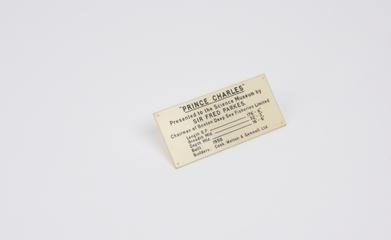 "PRINCE CHARLES"
Presented to the Science Museum by
SIR FRED PARKES.
Chairman of Boston Deep Sea Fisheries Limited
Length B.P.
Breadth Mld.
Depth Mld.
Built 1958
Builders. Cook Welton & Gemmell Ltd.